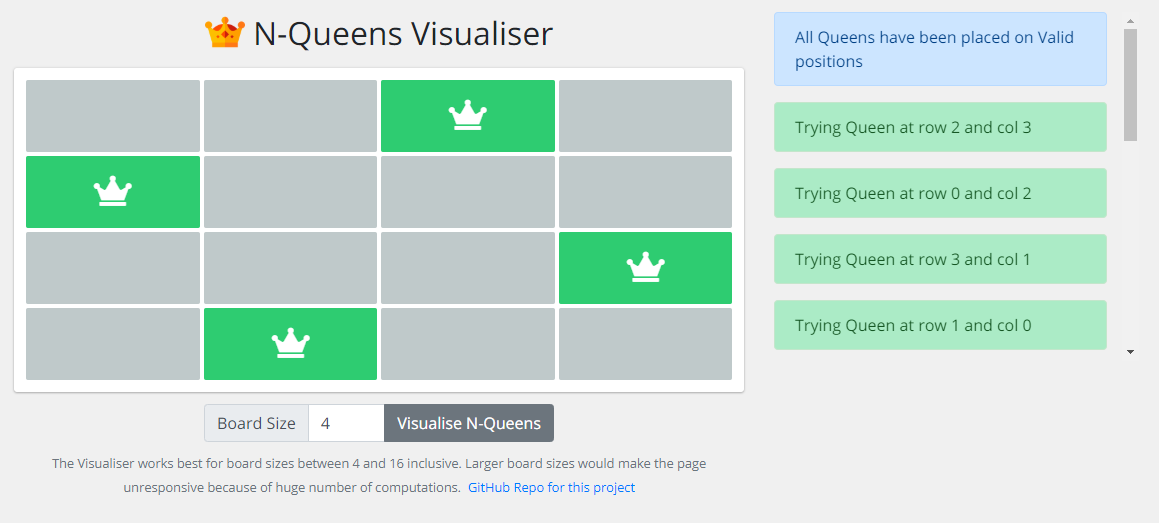 N-Queens Visualiser
Board Size
4
Visualise N-Queens
The Visualiser works best for board sizes between 4 and 16 inclusive. Larger board sizes would make the page
unresponsive because of huge number of computations. GitHub Repo for this project
All Queens have been placed on Valid
positions
Trying Queen at row 2 and col 3
Trying Queen at row 0 and col 2
Trying Queen at row 3 and col 1
Trying Queen at row 1 and col 0